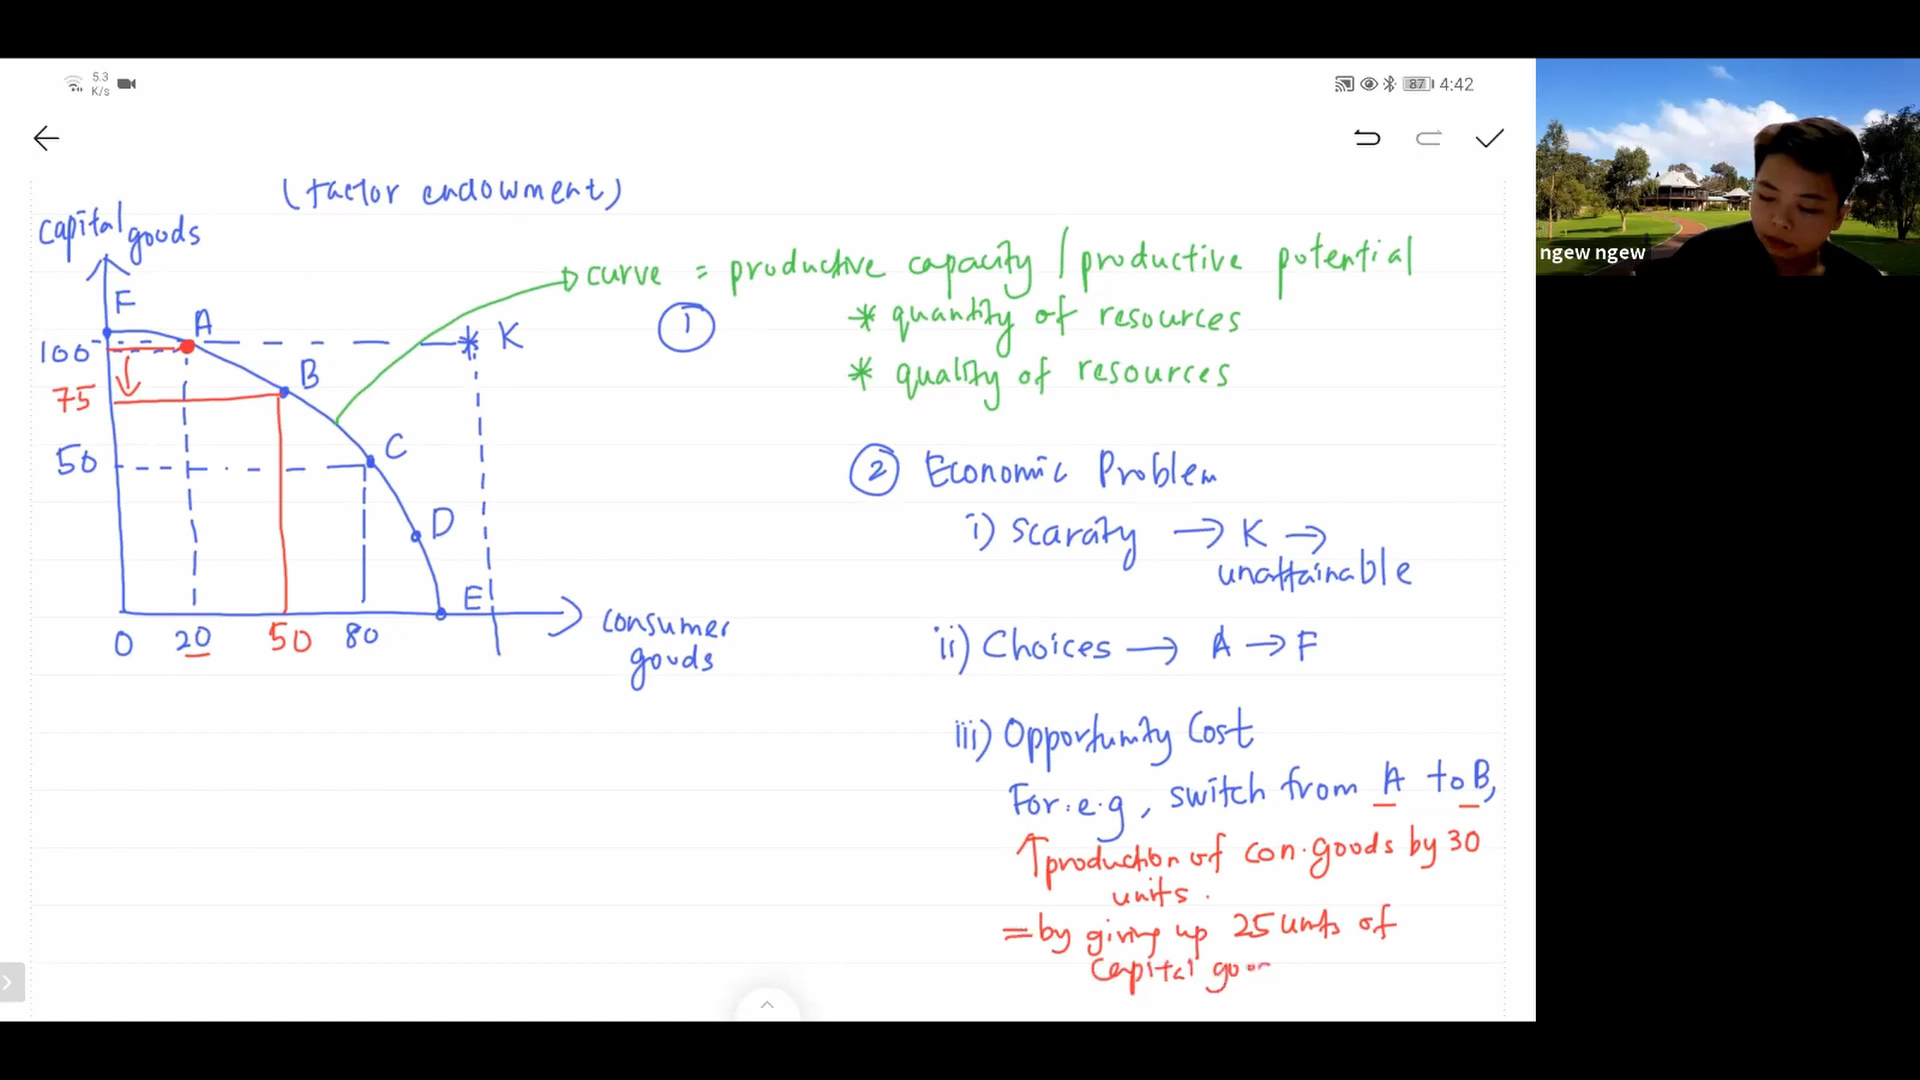 5.3
K/s
87 4:42
(factor endowment)
capital goods
F
A
K
100
B
75
C
50
D
E
0 20 50 80
consumer
goods
curve = productive capacity / productive potential
①
* quantity of resources
* quality of resources
② Economic Problem
i) Scarcity → K →
unattainable
ii) Choices → A → F
iii) Opportunity Cost
For e.g, switch from A to B,
↑ production of con. goods by 30
units.
= by giving up 25 units of
capital goo
ngew ngew